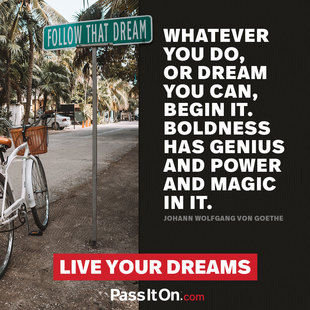 FOLLOW THAT DREAM
WHATEVER
YOU DO,
OR DREAM
YOU CAN,
BEGIN IT.
BOLDNESS
HAS GENIUS
AND POWER
AND MAGIC
IN IT.
JOHANN WOLFGANG VON GOETHE
LIVE YOUR DREAMS
PassItOn.com